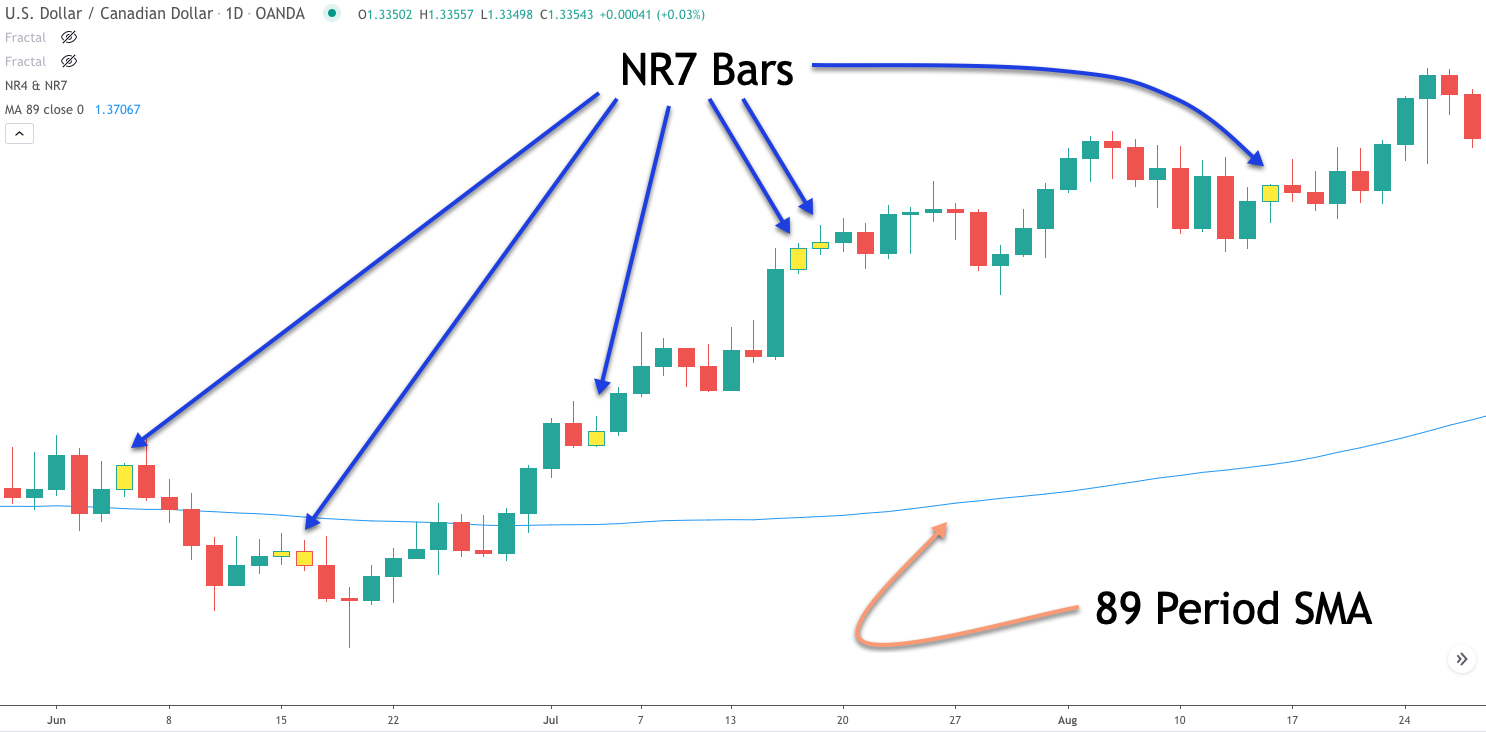 U.S. Dollar / Canadian Dollar · 1D · OANDA O1.33502 H1.33557 L1.33498 C1.33543 +0.00041 (+0.03%)
Fractal
Fractal
NR4 & NR7
MA 89 close 0 1.37067
NR7 Bars
89 Period SMA
Jun 8 15 22 Jul 7 13 20 27 Aug 10 17 24